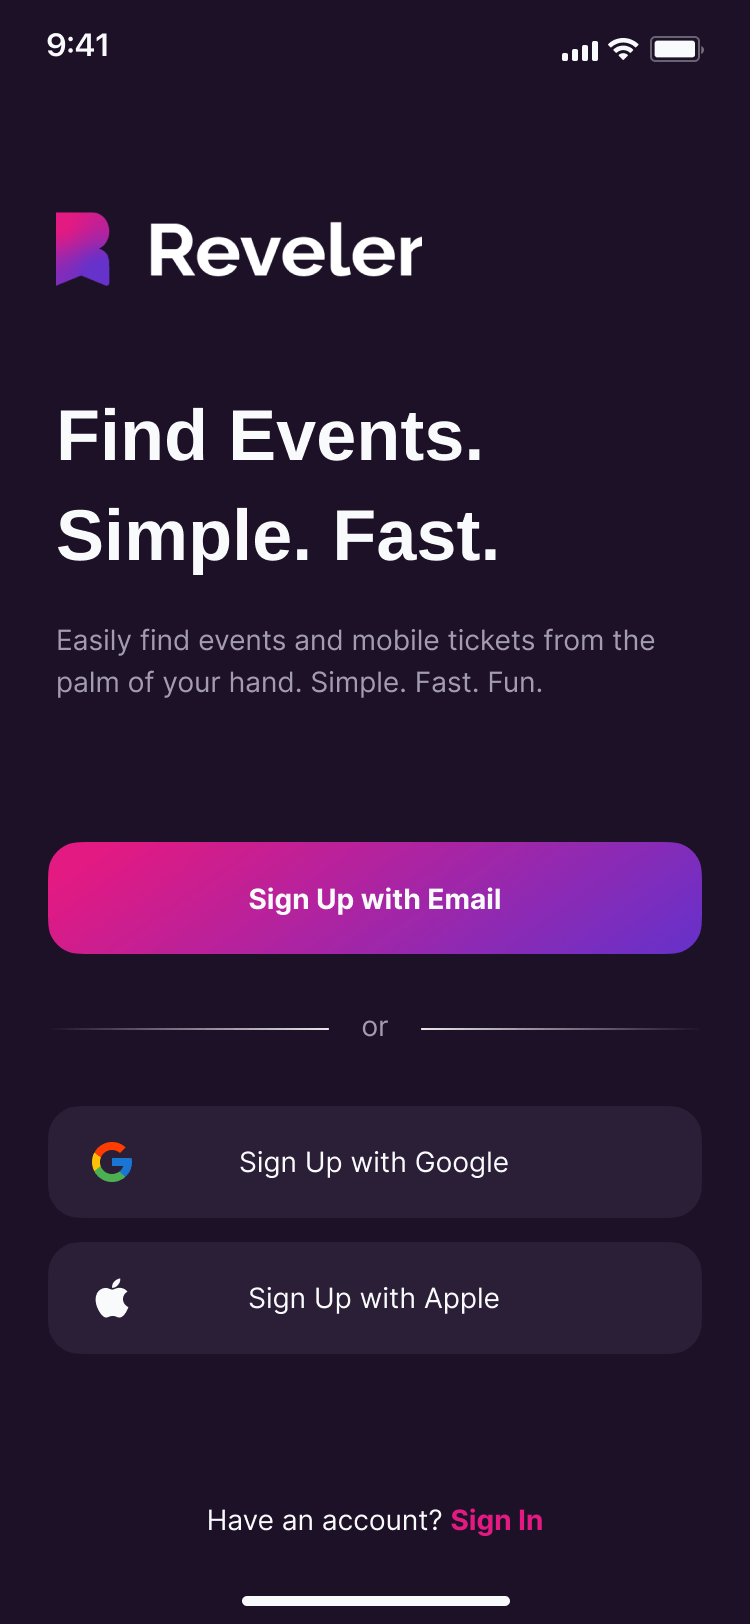 9:41
Reveler
Find Events.
Simple. Fast.
Easily find events and mobile tickets from the
palm of your hand. Simple. Fast. Fun.
Sign Up with Email
or
Sign Up with Google
Sign Up with Apple
Have an account? Sign In